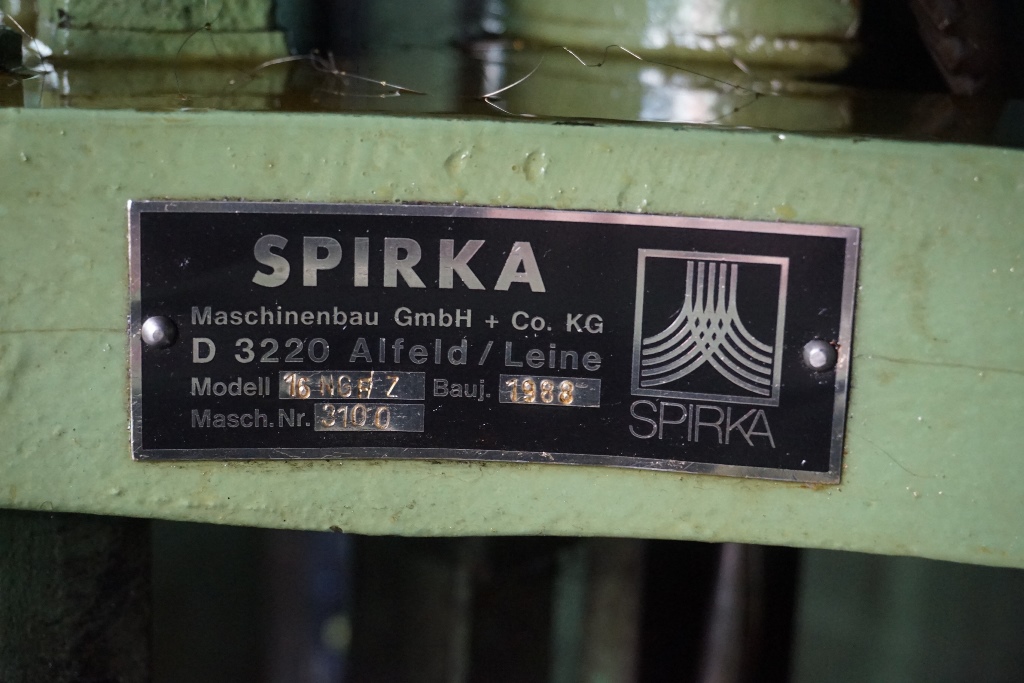 SPIRKA
Maschinenbau GmbH + Co. KG
D 3220 Alfeld / Leine
Modell Bauj. 1988
Masch.Nr. 3100
SPIRKA